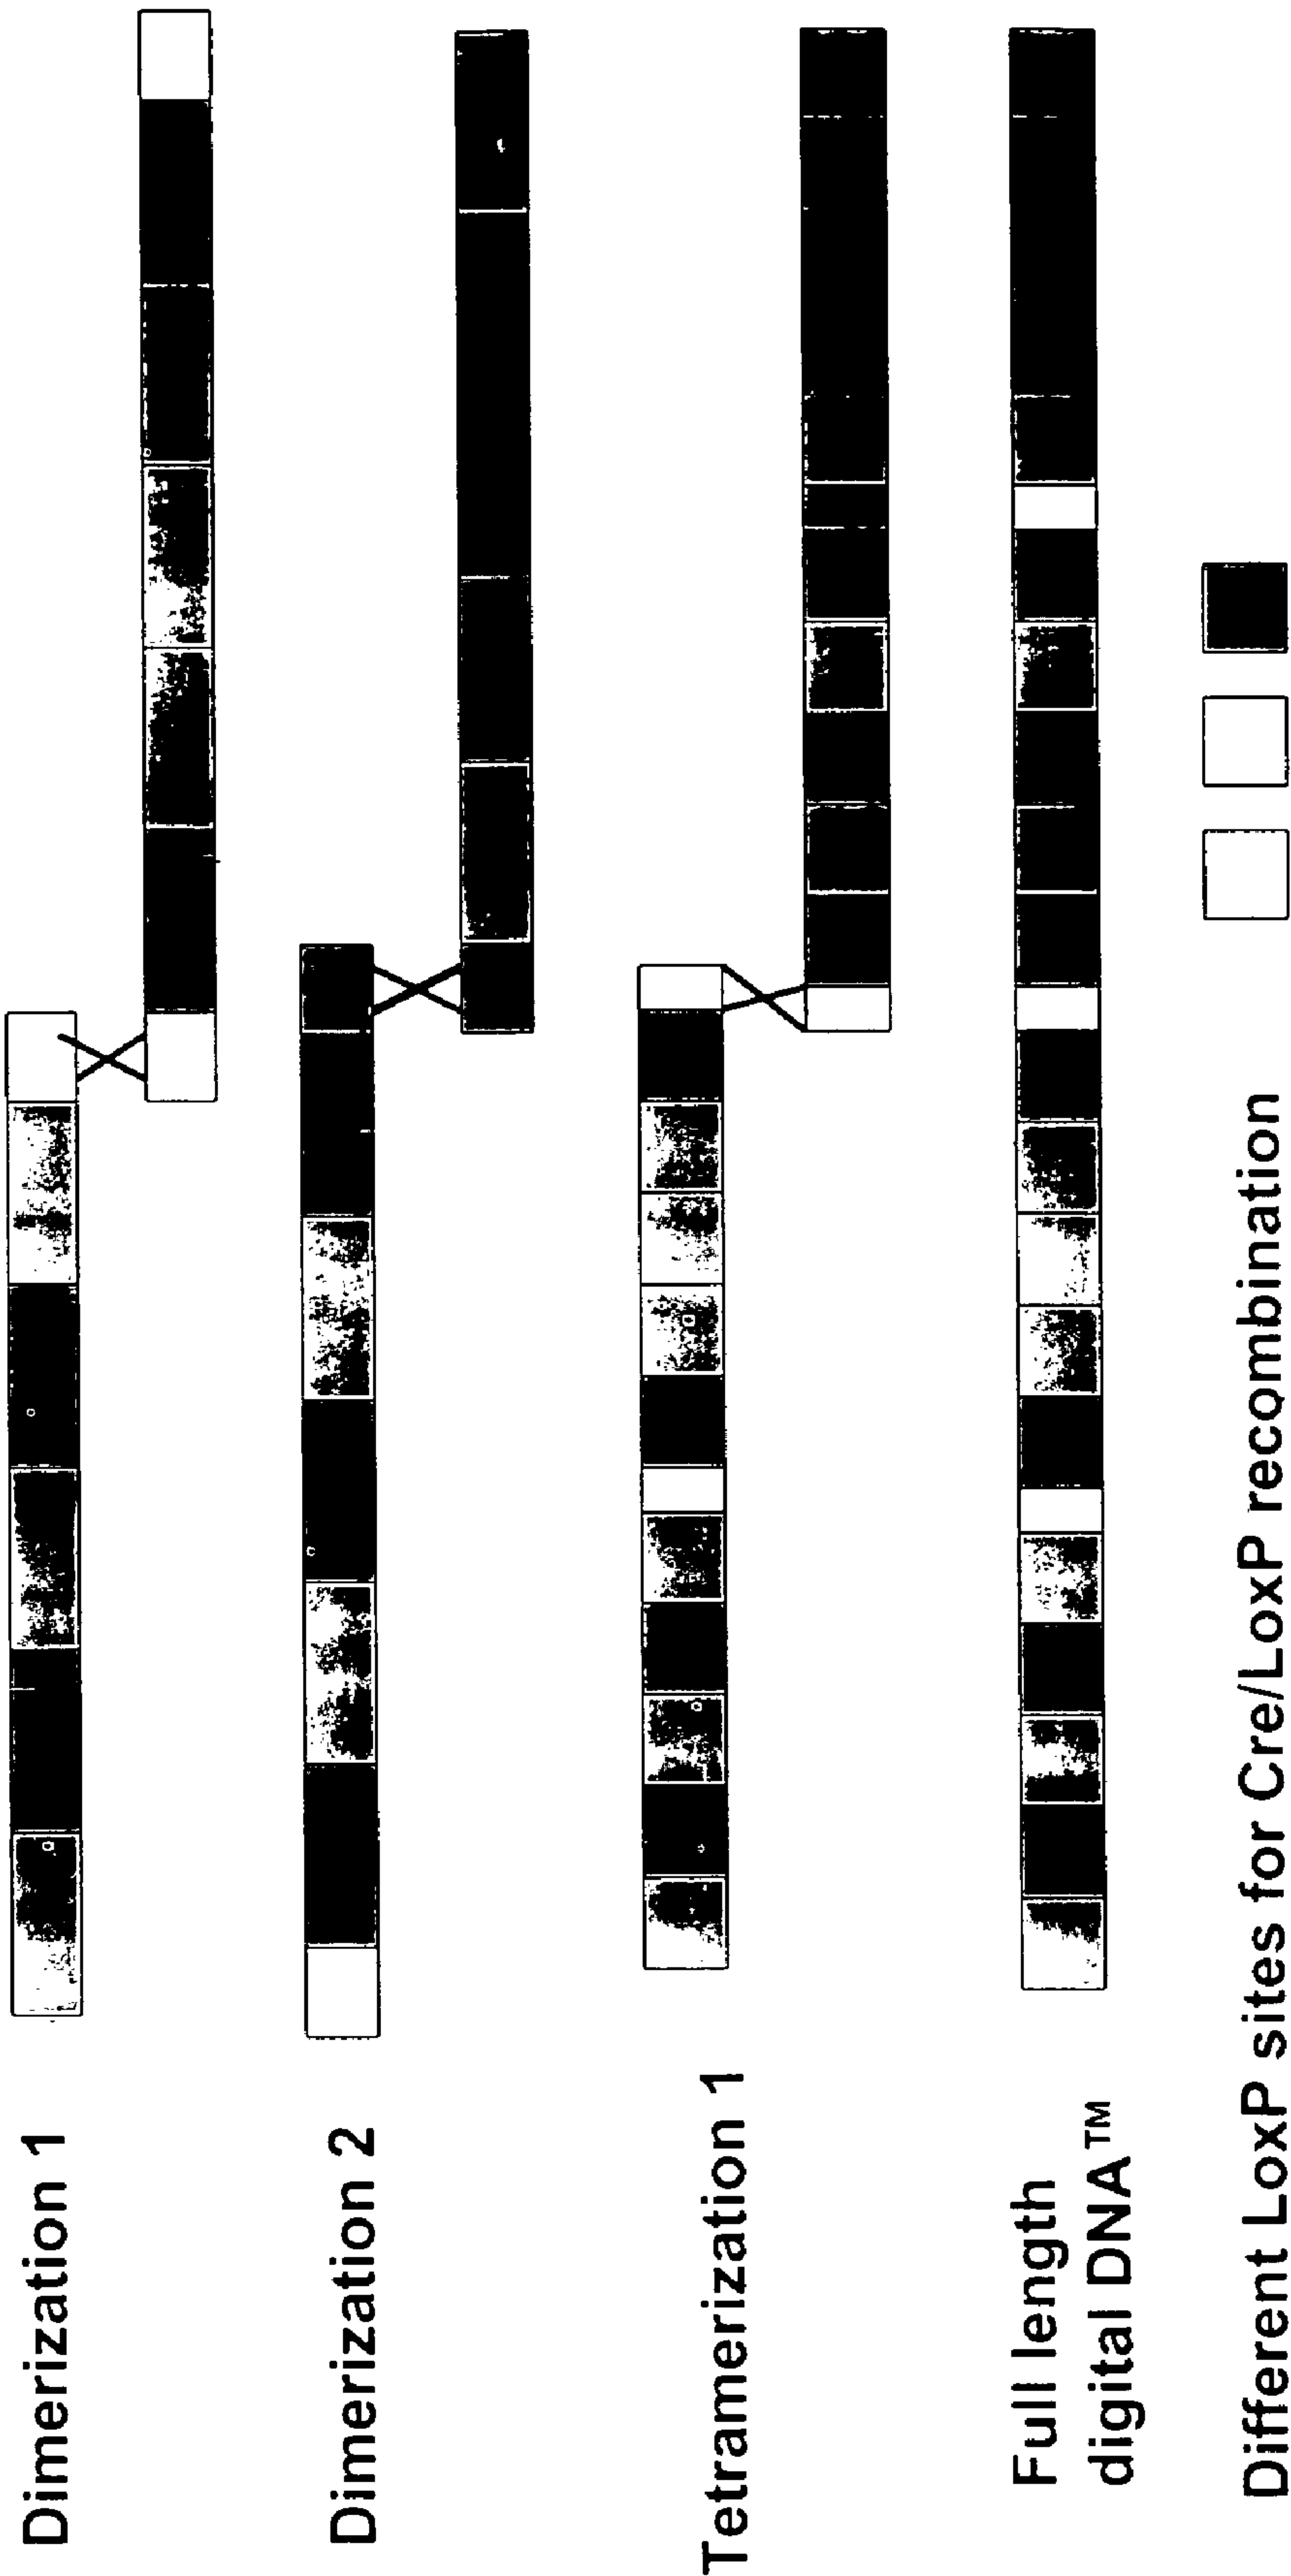 Dimerization 1
Dimerization 2
Tetramerization 1
Full length
digital DNA™
Different LoxP sites for Cre/LoxP recombination